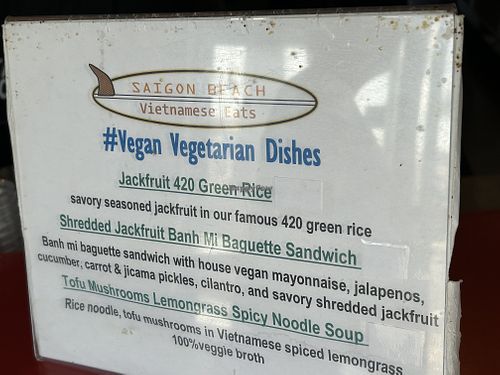 SAIGON BEACH
Vietnamese Eats
#Vegan Vegetarian Dishes
Jackfruit 420 Green Rice
savory seasoned jackfruit in our famous 420 green rice
Shredded Jackfruit Banh Mi Baguette Sandwich
Banh mi baguette sandwich with house vegan mayonnaise, jalapenos,
cucumber, carrot & jicama pickles, cilantro, and savory shredded jackfruit
Tofu Mushrooms Lemongrass Spicy Noodle Soup
Rice noodle, tofu mushrooms in Vietnamese spiced lemongrass
100%veggie broth